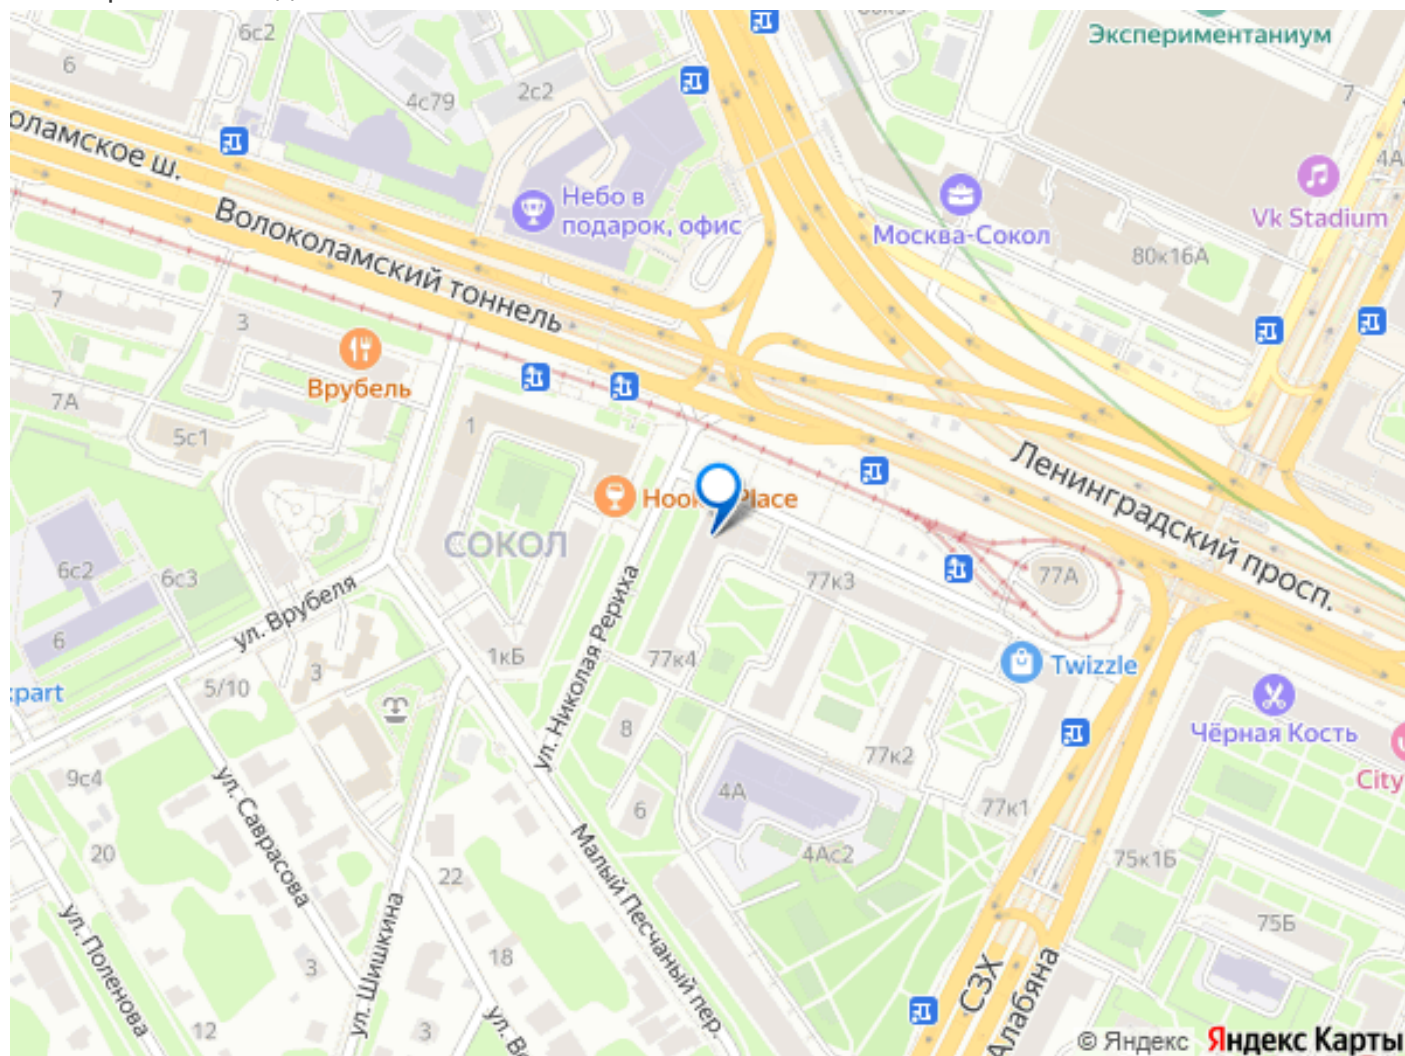 6с2
Экспериментаниум
6
4с79
2с2
7
оламское ш.
4А
Небо в
подарок, офис
Vk Stadium
Москва-Сокол
80к16А
Волоколамский тоннель
7
3
Врубель
7А
5с1
1
Ленинградский просп.
СОКОЛ
6с2
6с3
77к3
77А
ул. Врубеля
6
ул. Николая Рериха
1кБ
77к4
3
5/10
Twizzle
храrt
8
77к2
Чёрная Кость
9с4
4А
6
77к1
City
ул. Саврасова
20
Малый Песчаный пер.
4Ас2
75к1Б
22
ул. Поленова
ул. Шишкина
75Б
18
3
СЗХ
Алабяна
12
3
© Яндекс Яндекс Карты